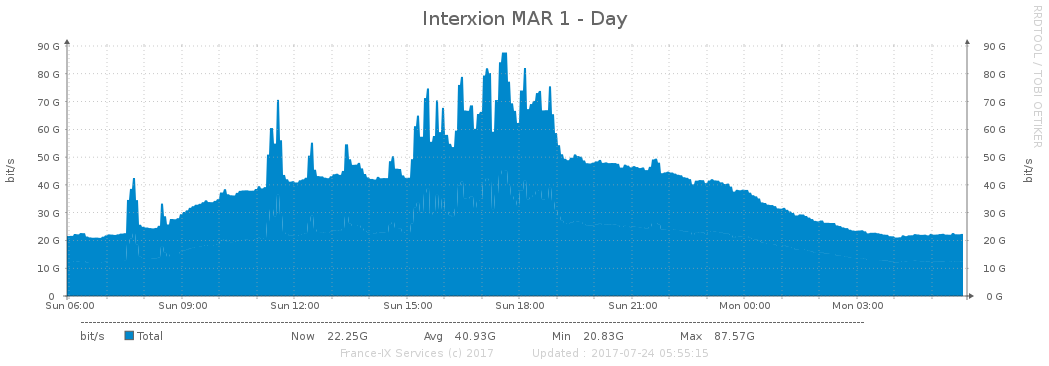 Interxion MAR 1 - Day
RRDTOOL / TOBI OETIKER
90 G 90 G
80 G 80 G
70 G 70 G
60 G 60 G
50 G 50 G
40 G 40 G
30 G 30 G
20 G 20 G
10 G 10 G
0 0 G
bit/s bit/s
Sun 06:00 Sun 09:00 Sun 12:00 Sun 15:00 Sun 18:00 Sun 21:00 Mon 00:00 Mon 03:00
bit/s Total Now 22.25G Avg 40.93G Min 20.83G Max 87.57G
France-IX Services (c) 2017 Updated : 2017-07-24 05:55:15